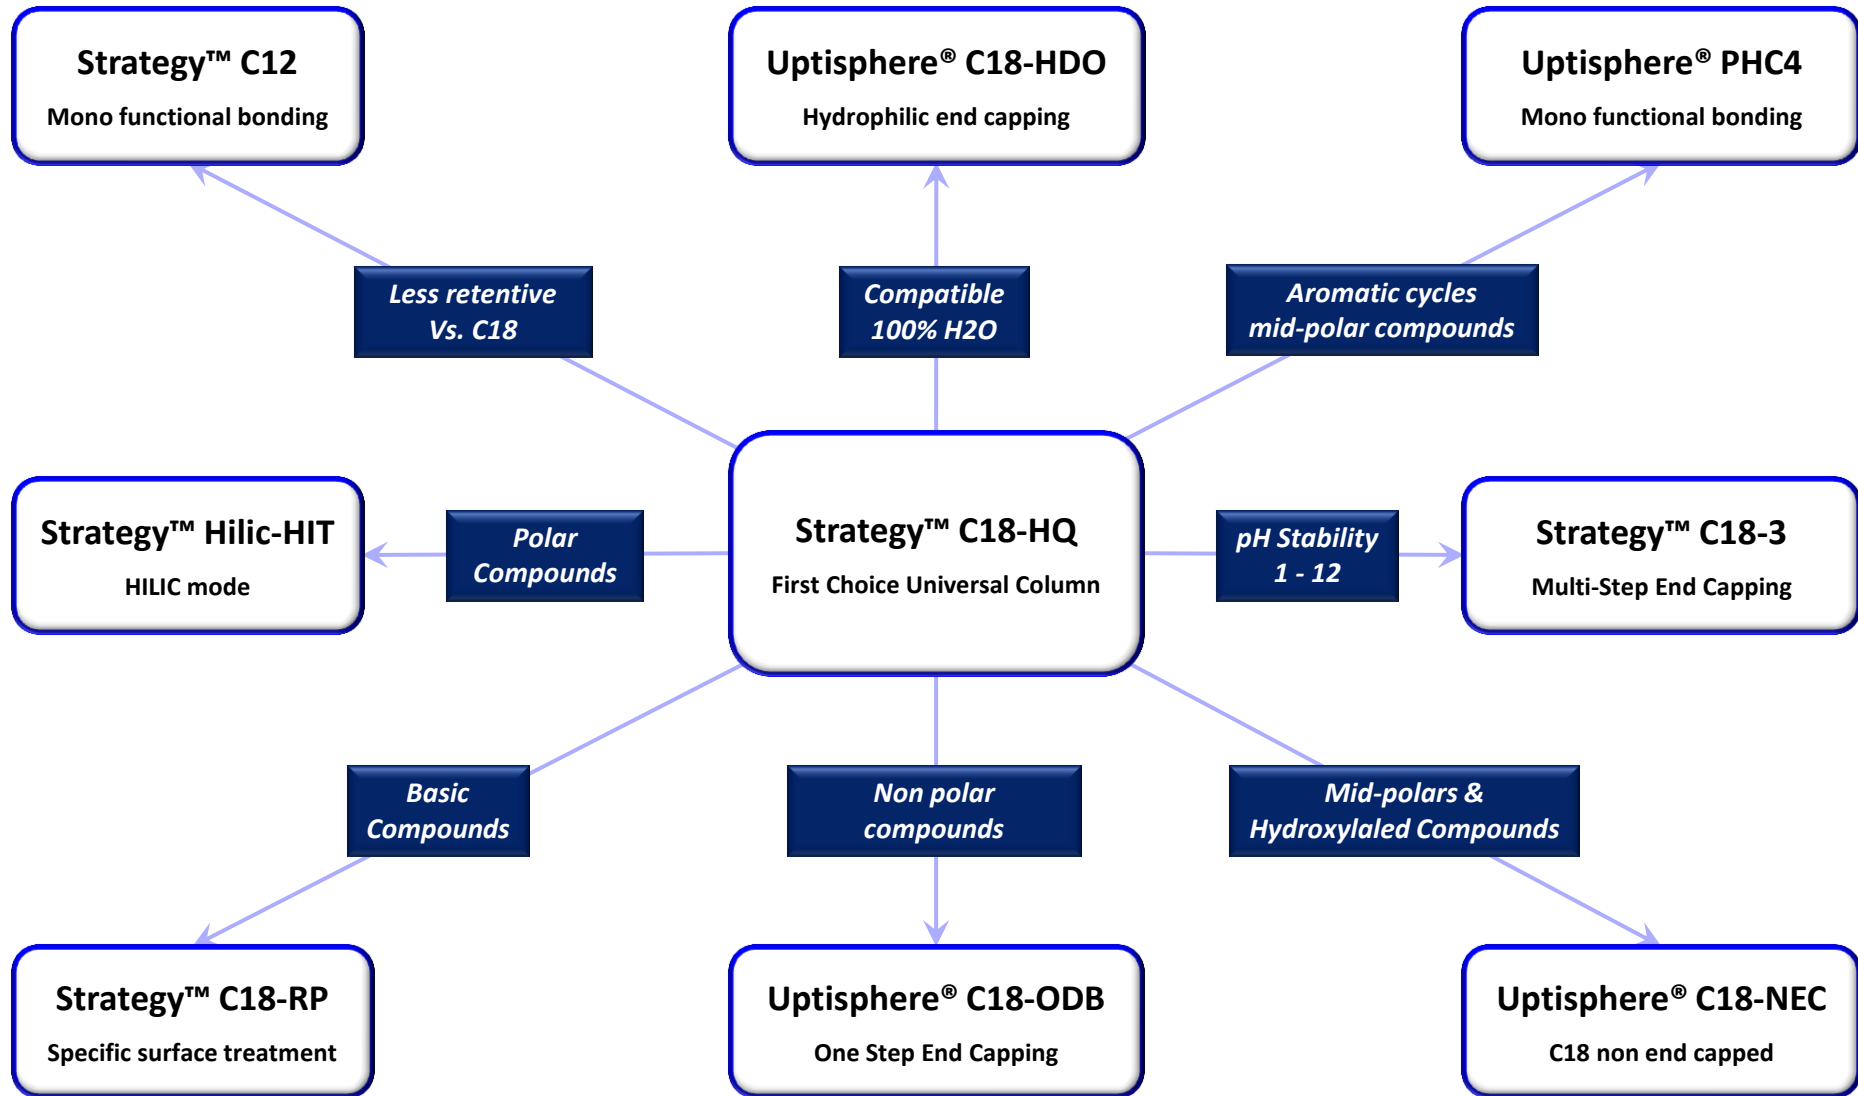 Strategy™ C12
Mono functional bonding
Uptisphere® C18-HDO
Hydrophilic end capping
Uptisphere® PHC4
Mono functional bonding
Less retentive
Vs. C18
Compatible
100% H2O
Aromatic cycles
mid-polar compounds
Strategy™ Hilic-HIT
HILIC mode
Polar
Compounds
Strategy™ C18-HQ
First Choice Universal Column
pH Stability
1 - 12
Strategy™ C18-3
Multi-Step End Capping
Basic
Compounds
Non polar
compounds
Mid-polars &
Hydroxylaled Compounds
Strategy™ C18-RP
Specific surface treatment
Uptisphere® C18-ODB
One Step End Capping
Uptisphere® C18-NEC
C18 non end capped